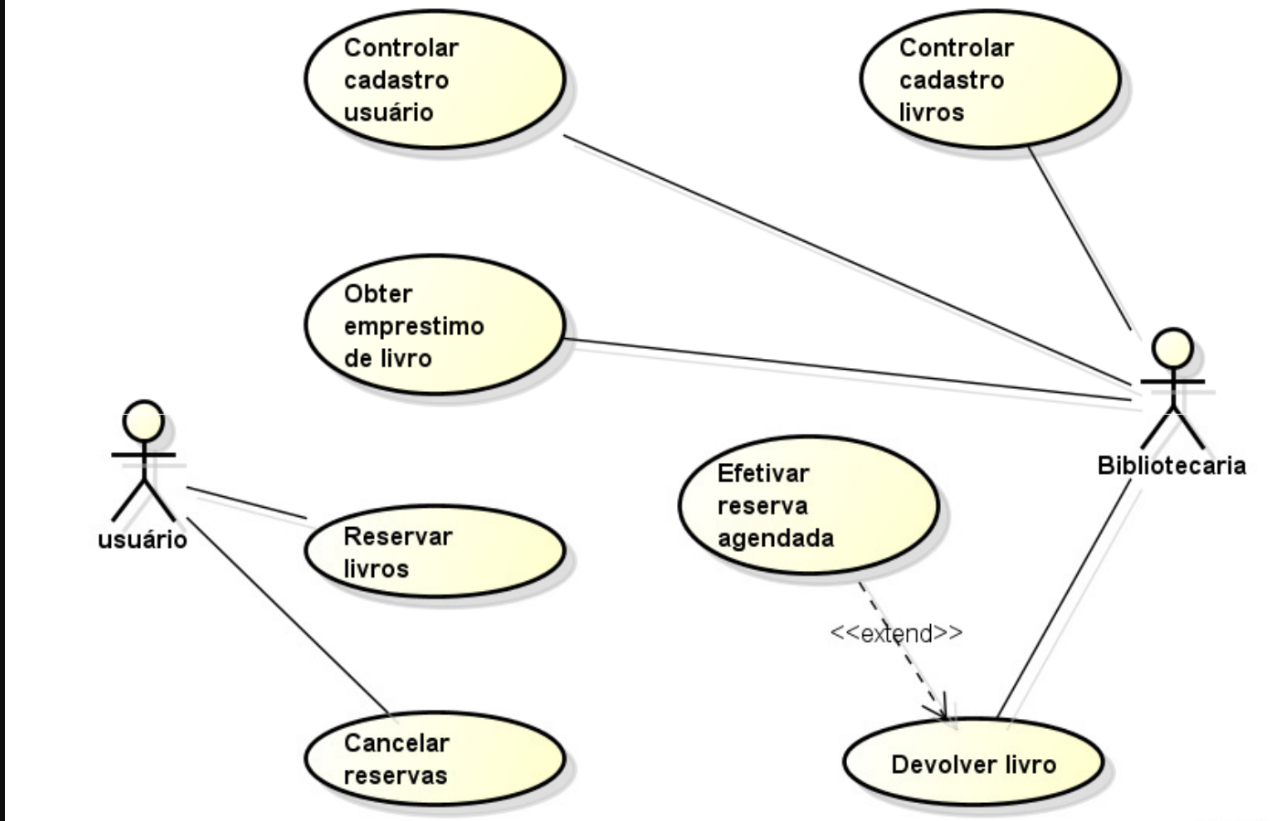 Controlar
cadastro
usuário
Controlar
cadastro
livros
Obter
emprestimo
de livro
Bibliotecaria
Efetivar
reserva
agendada
usuário
Reservar
livros
<<extend>>
Cancelar
reservas
Devolver livro